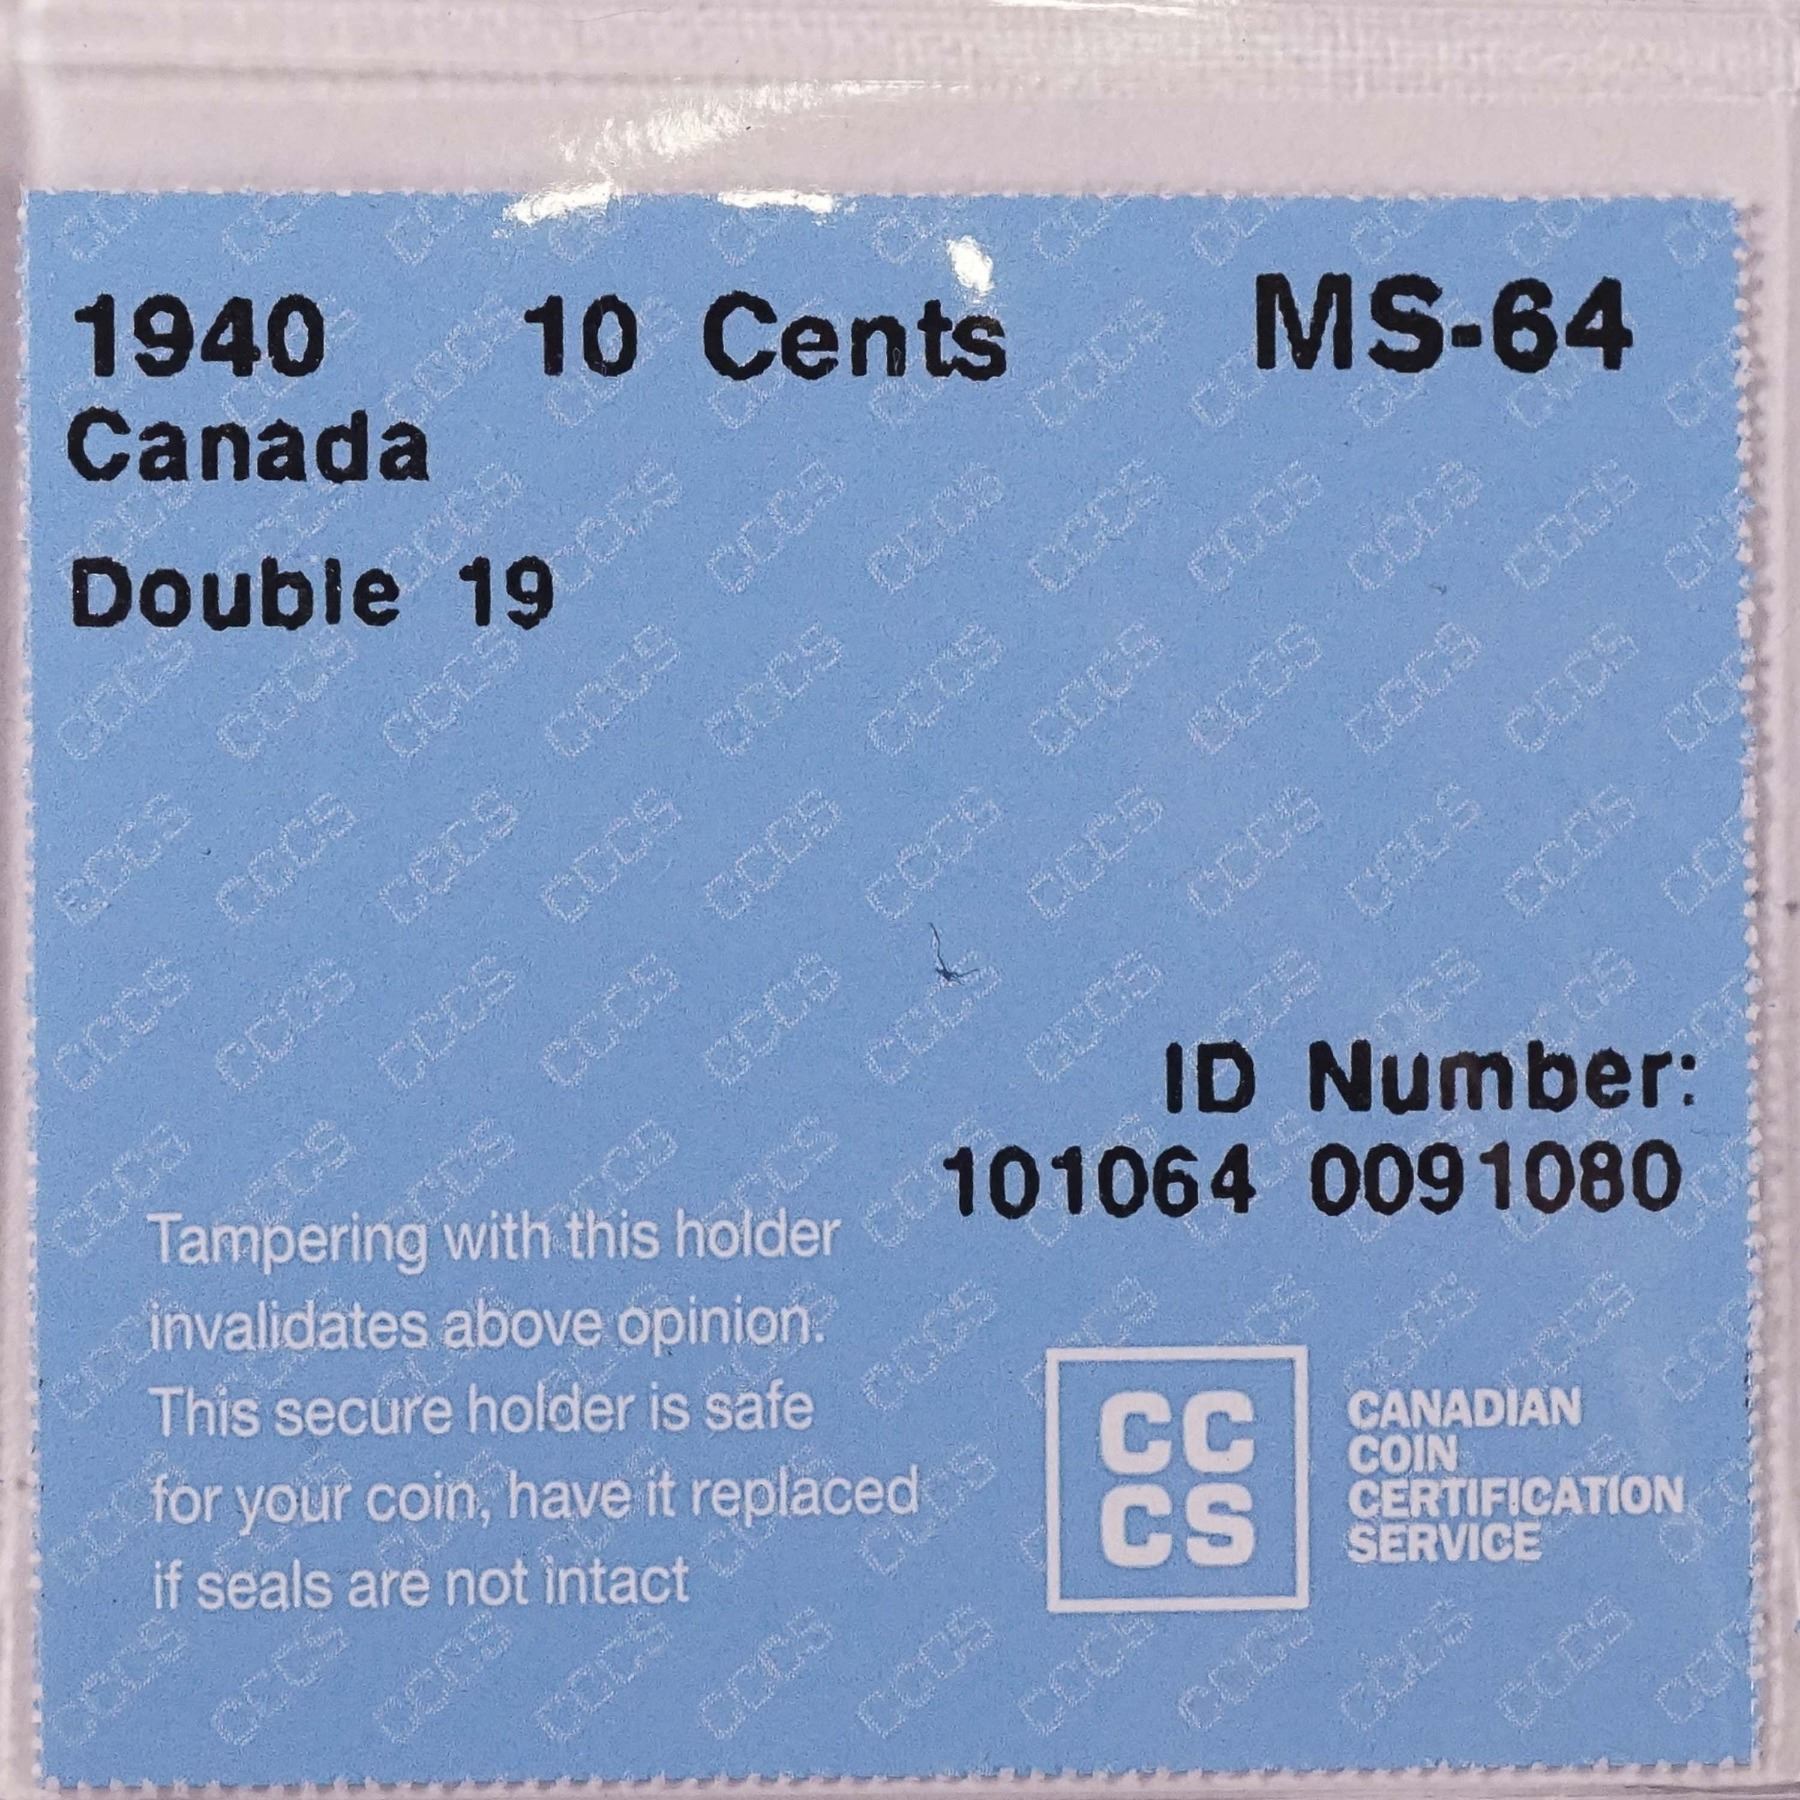 1940 10 Cents MS-64
Canada
Double 19
ID Number:
101064 0091080
Tampering with this holder
invalidates above opinion.
This secure holder is safe
for your coin, have it replaced
if seals are not intact
CC
CS
CANADIAN
COIN
CERTIFICATION
SERVICE